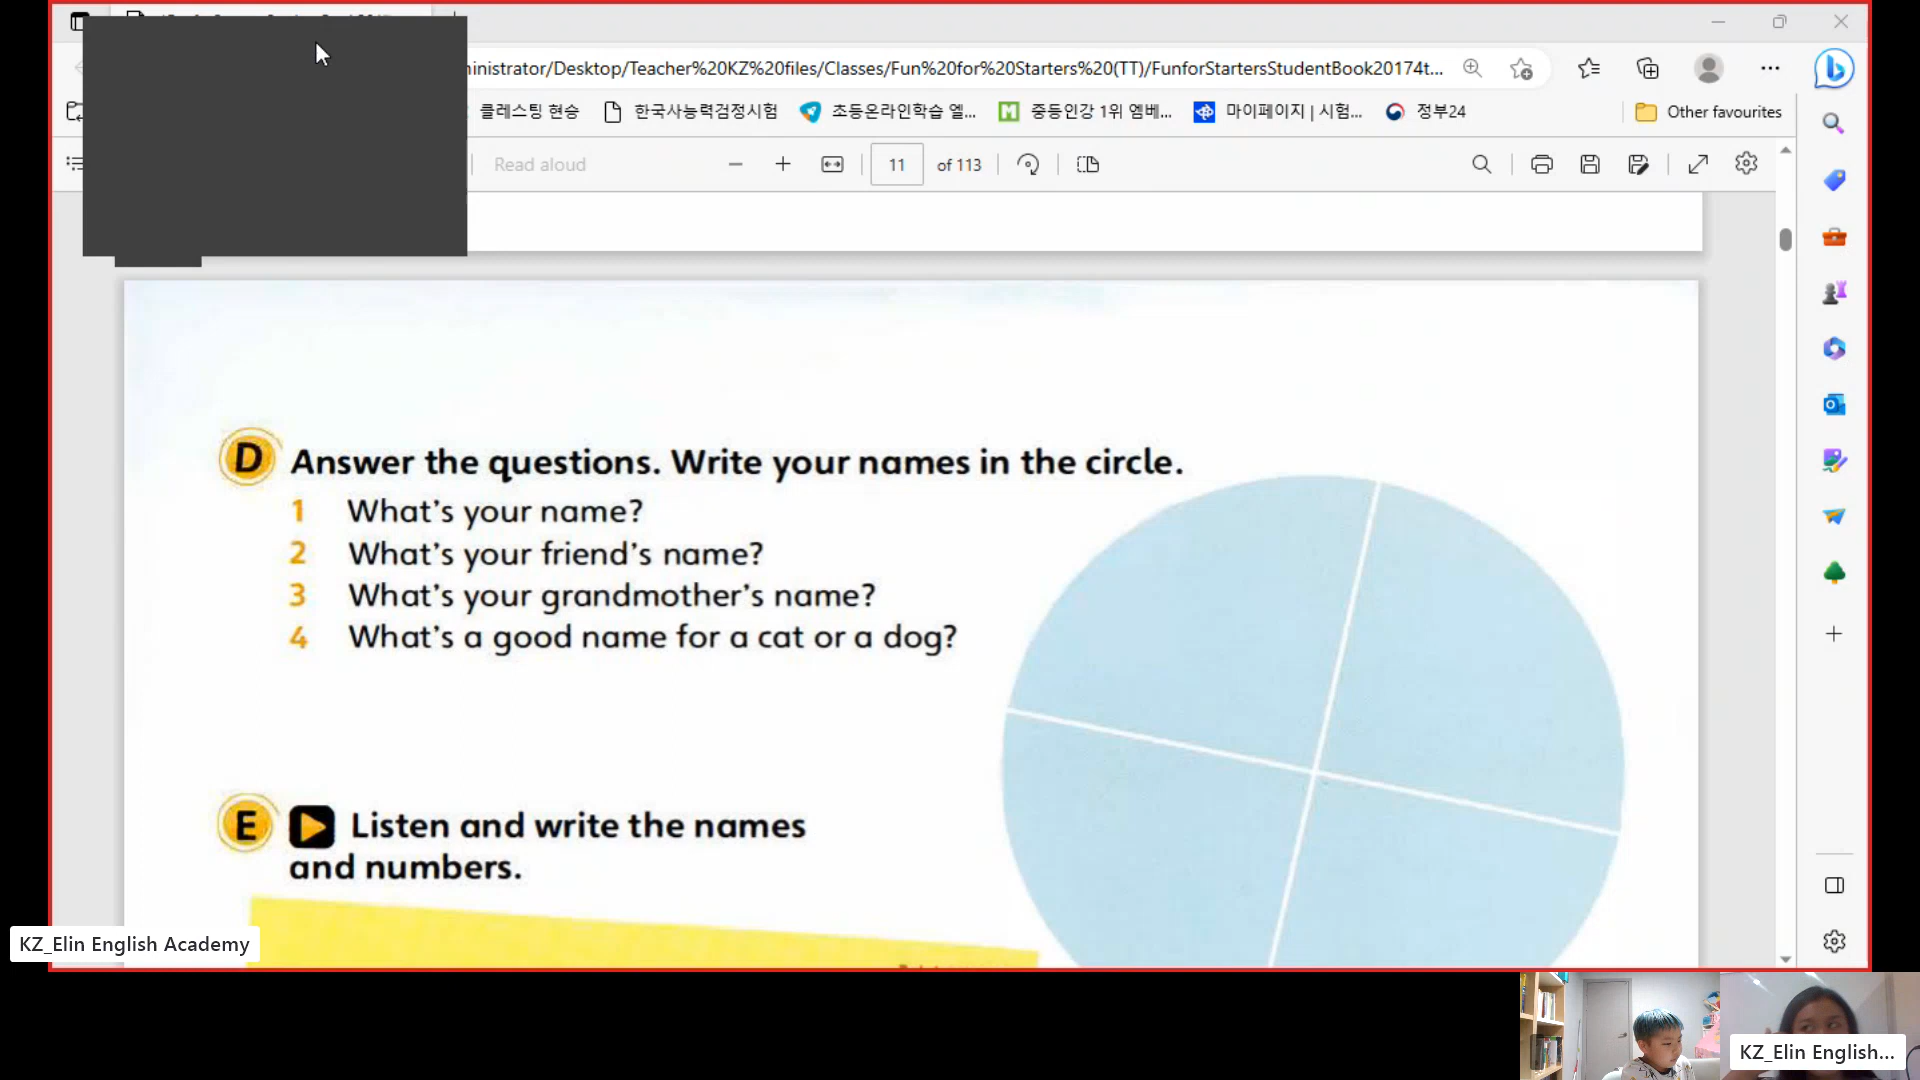 ninistrator/Desktop/Teacher%20KZ%20files/Classes/Fun%20for%20Starters%20(TT)/FunforStartersStudentBook20174t...
클레스팅 현승 한국사능력검정시험 초등온라인학습 엘... 중등인강 1위 엠베... 마이페이지 | 시험... 정부24 Other favourites
Read aloud 11 of 113
D Answer the questions. Write your names in the circle.
1 What's your name?
2 What's your friend's name?
3 What's your grandmother's name?
4 What's a good name for a cat or a dog?
E Listen and write the names
and numbers.
KZ_Elin English Academy
KZ_Elin English...